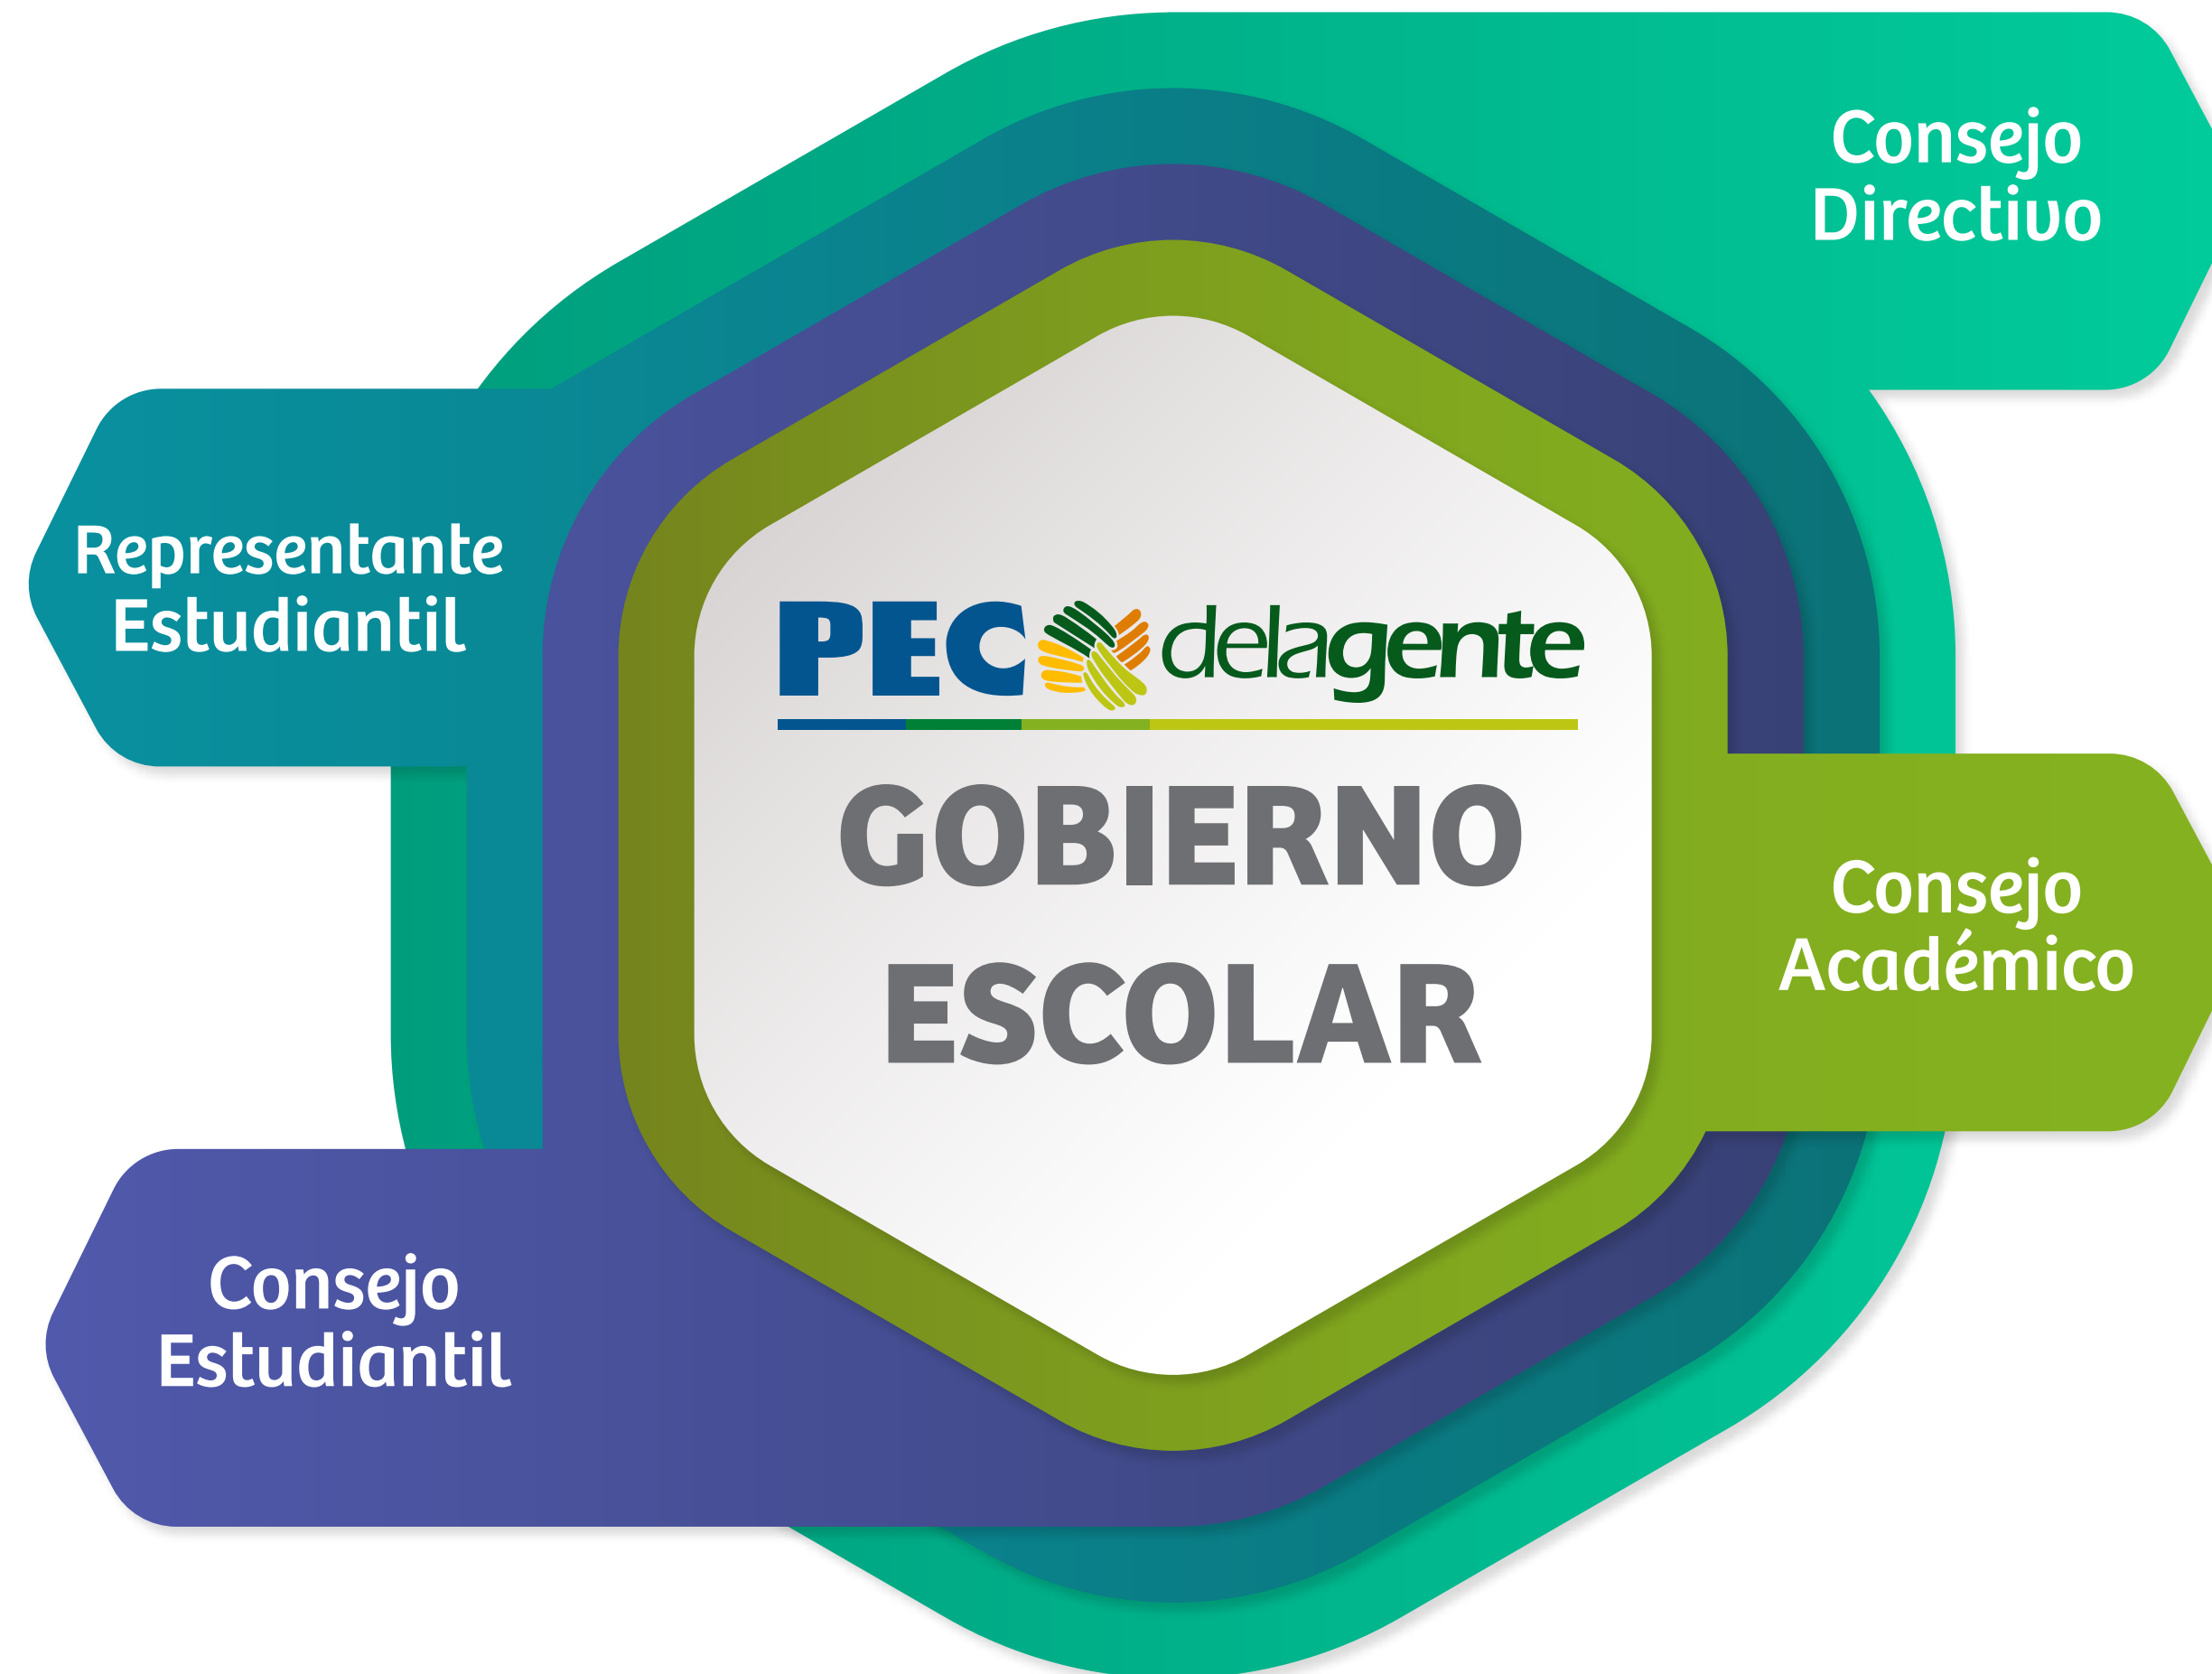 Consejo
Directivo
Representante
Estudiantil
PEC delagente
GOBIERNO
ESCOLAR
Consejo
Académico
Consejo
Estudiantil